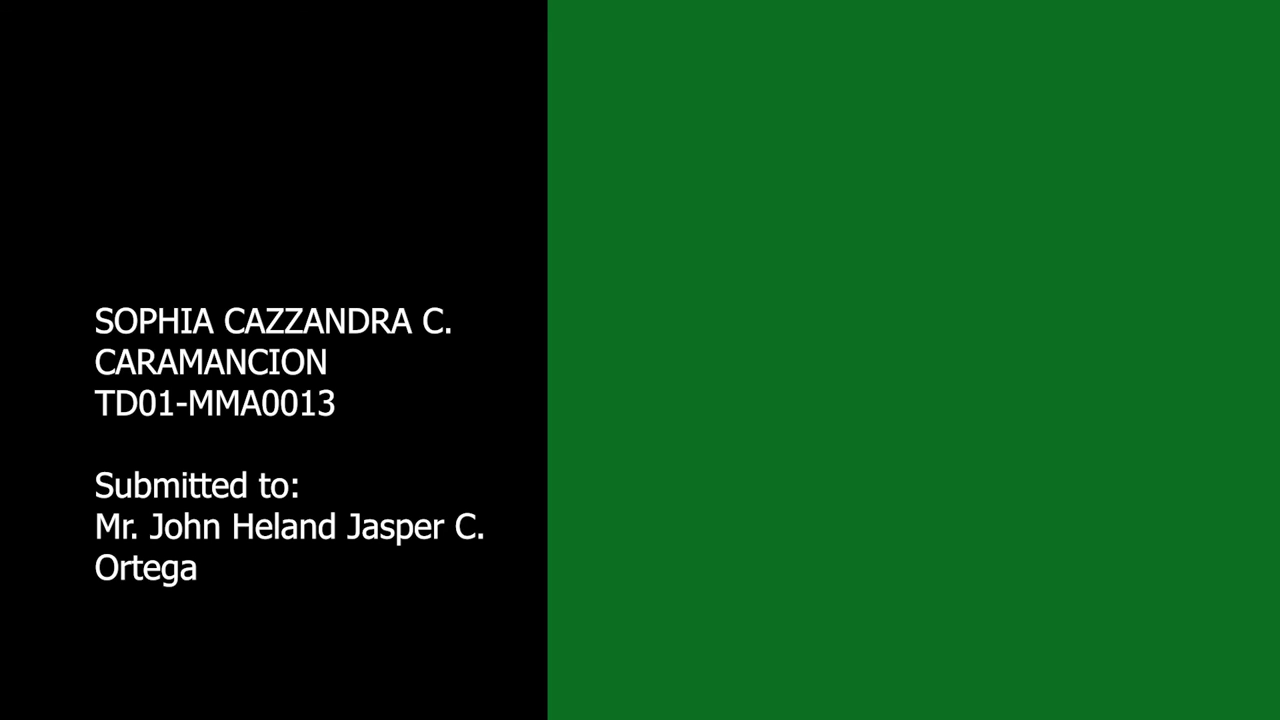 SOPHIA CAZZANDRA C.
CARAMANCION
TD01-MMA0013
Submitted to:
Mr. John Heland Jasper C.
Ortega